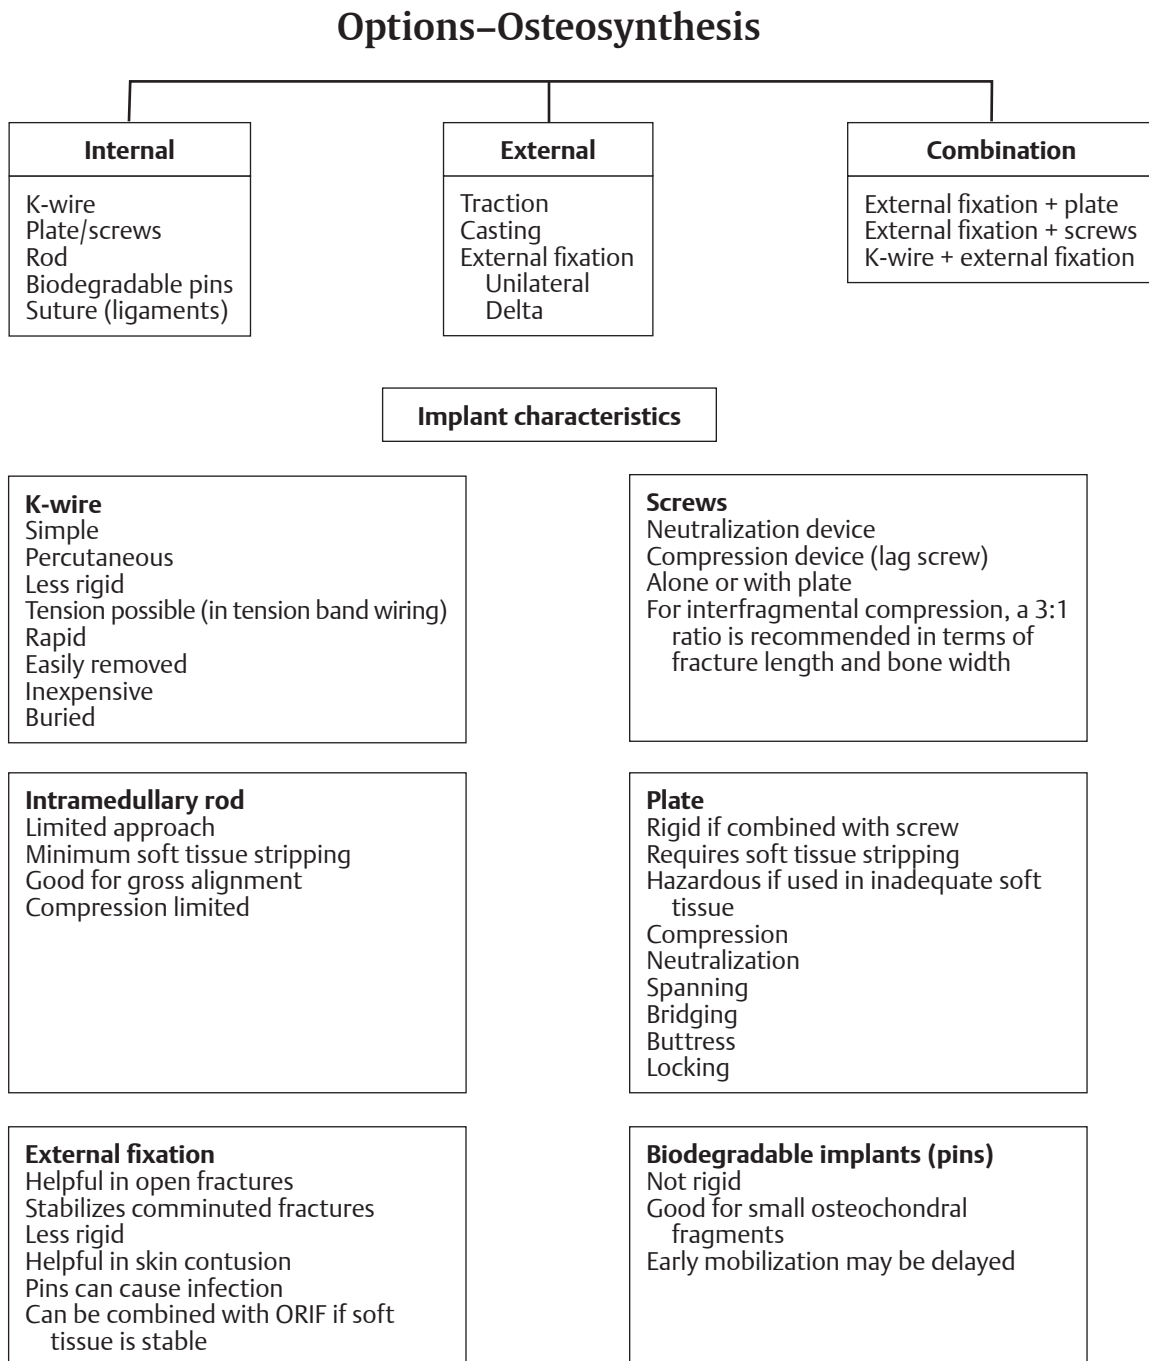 Options–Osteosynthesis
Internal
K-wire
Plate/screws
Rod
Biodegradable pins
Suture (ligaments)
External
Traction
Casting
External fixation
Unilateral
Delta
Combination
External fixation + plate
External fixation + screws
K-wire + external fixation
Implant characteristics
K-wire
Simple
Percutaneous
Less rigid
Tension possible (in tension band wiring)
Rapid
Easily removed
Inexpensive
Buried
Screws
Neutralization device
Compression device (lag screw)
Alone or with plate
For interfragmental compression, a 3:1
ratio is recommended in terms of
fracture length and bone width
Intramedullary rod
Limited approach
Minimum soft tissue stripping
Good for gross alignment
Compression limited
Plate
Rigid if combined with screw
Requires soft tissue stripping
Hazardous if used in inadequate soft
tissue
Compression
Neutralization
Spanning
Bridging
Buttress
Locking
External fixation
Helpful in open fractures
Stabilizes comminuted fractures
Less rigid
Helpful in skin contusion
Pins can cause infection
Can be combined with ORIF if soft
tissue is stable
Biodegradable implants (pins)
Not rigid
Good for small osteochondral
fragments
Early mobilization may be delayed